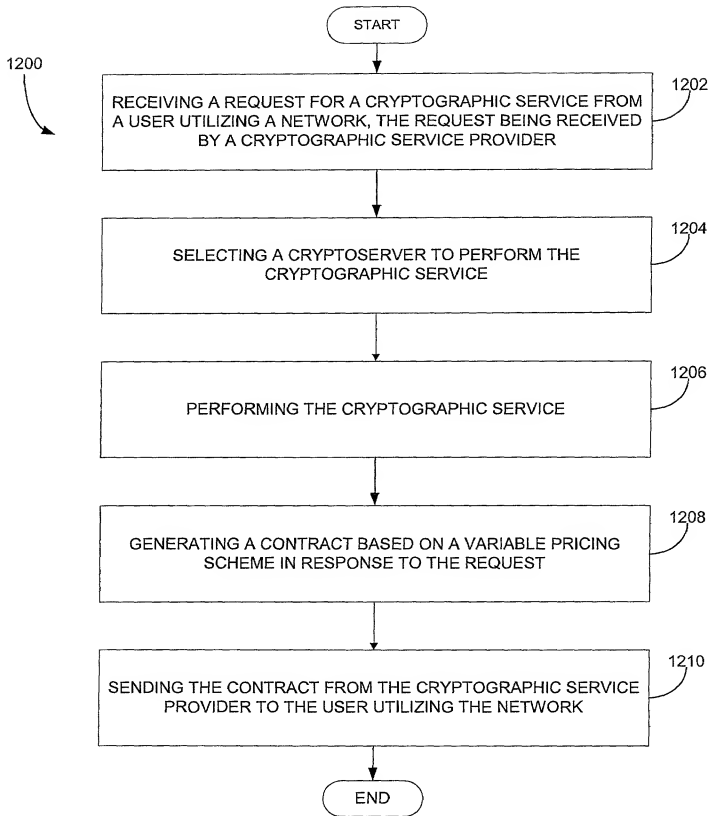 START
1200
1202
RECEIVING A REQUEST FOR A CRYPTOGRAPHIC SERVICE FROM
A USER UTILIZING A NETWORK, THE REQUEST BEING RECEIVED
BY A CRYPTOGRAPHIC SERVICE PROVIDER
1204
SELECTING A CRYPTOSERVER TO PERFORM THE
CRYPTOGRAPHIC SERVICE
1206
PERFORMING THE CRYPTOGRAPHIC SERVICE
1208
GENERATING A CONTRACT BASED ON A VARIABLE PRICING
SCHEME IN RESPONSE TO THE REQUEST
1210
SENDING THE CONTRACT FROM THE CRYPTOGRAPHIC SERVICE
PROVIDER TO THE USER UTILIZING THE NETWORK
END